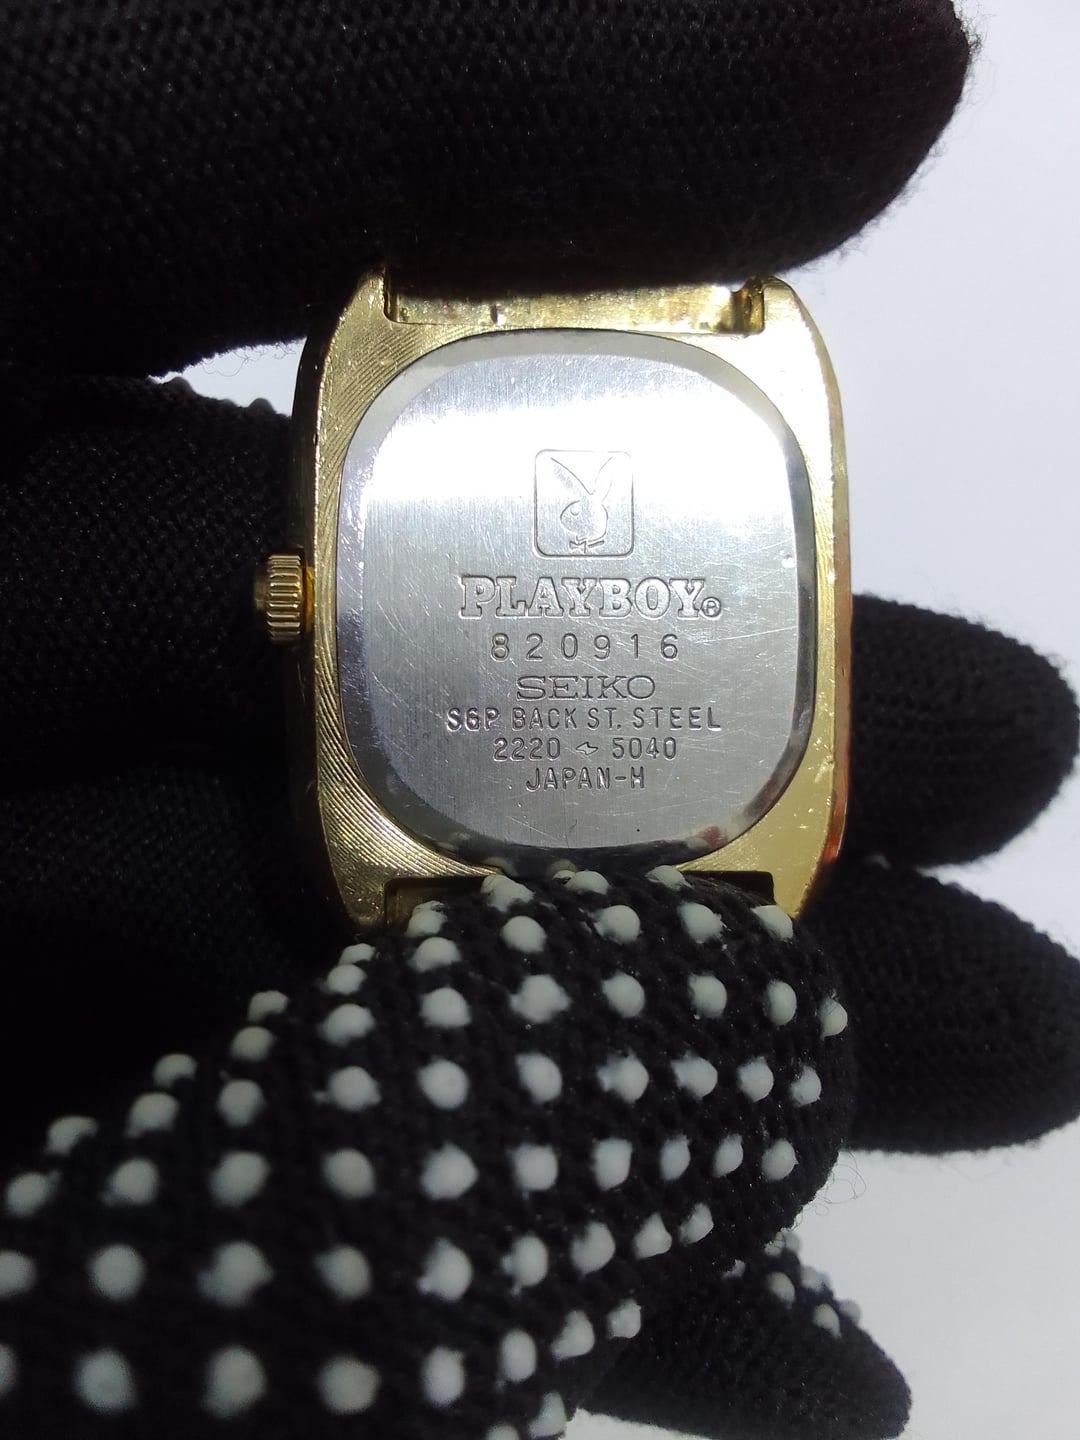 PLAYBOY®
820916
SEIKO
SGP. BACK ST. STEEL
2220 5040
JAPAN-H